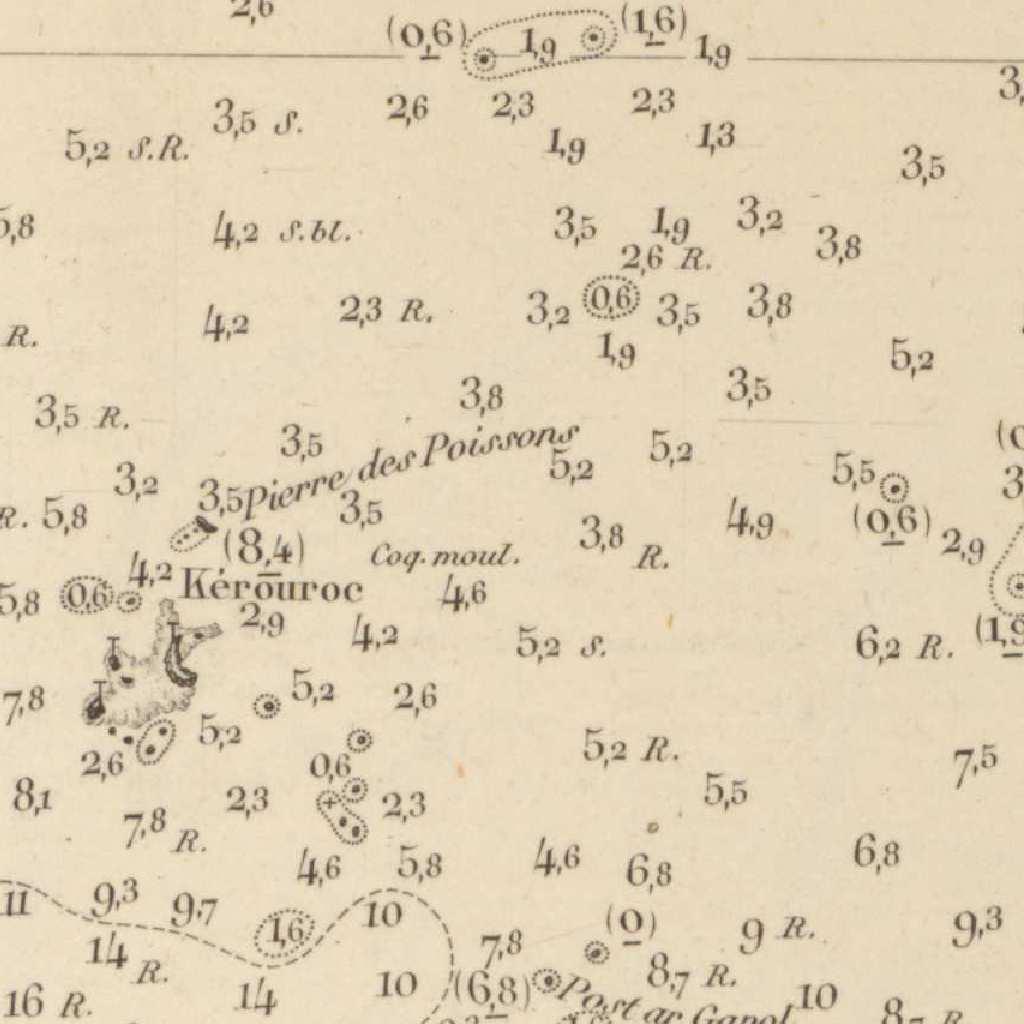 2,6
(0,6) 1,9 (1,6) 1,9
3,
2,6 2,3 2,3
3,5 s.
5,2 s.R. 1,9 1,3
3,5
5,8 4,2 s.bl. 3,5 1,9 3,2
3,8
2,6 R.
0,6
R. 4,2 2,3 R. 3,2 3,5 3,8
1,9 5,2
3,5
3,8
3,5 R.
3,5 Pierre des Poissons 5,2 5,2
3,2 5,5
3,5 3,5
R. 5,8 4,9 (0,6)
(8,4) Coq. moul. 3,8 R. 2,9
4,2
5,8 0,6 Kérouroc 4,6
2,9 4,2 5,2 s. 6,2 R. (1,9
7,8 5,2 2,6
5,2 5,2 R.
2,6 0,6 7,5
8,1 2,3 2,3 5,5
7,8 R.
4,6 5,8 4,6 6,8 6,8
11 9,3 9,7 1,6 10 (0) 9 R. 9,3
14 R. 7,8
16 R. 14 10 (6,8) 8,7 R. 10
Post ar Ganol
R.